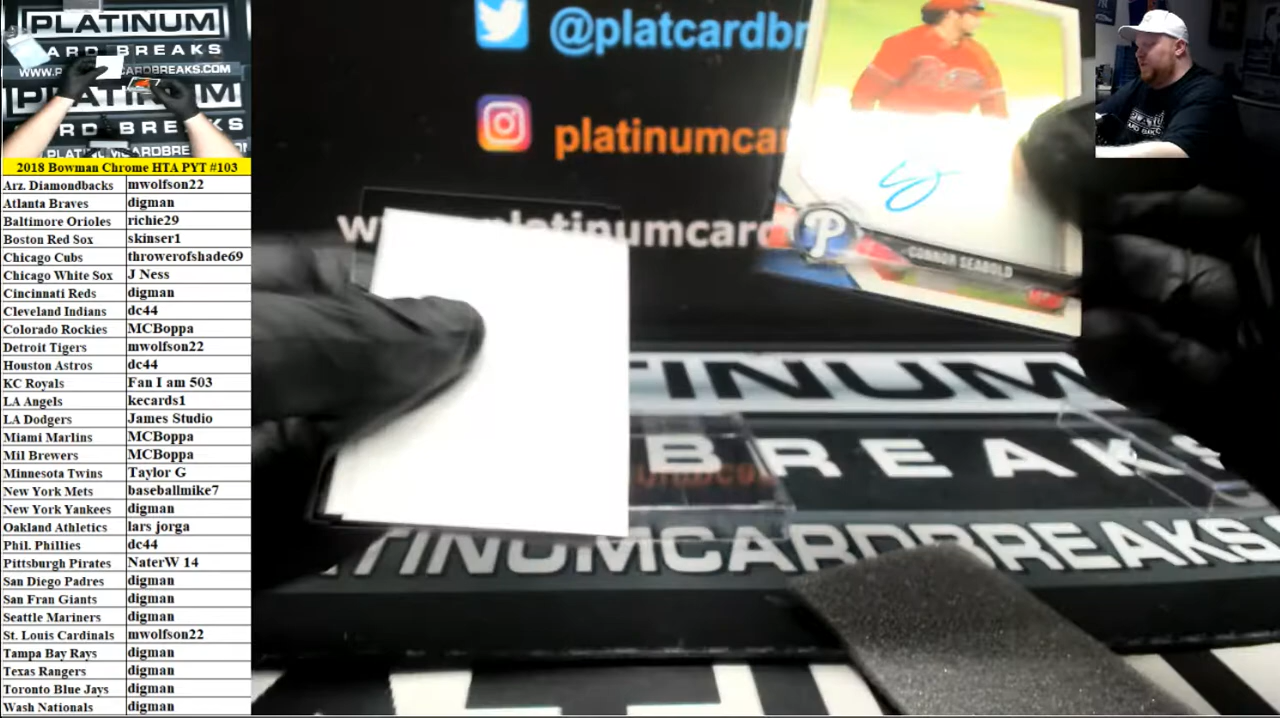 PLATINUM
ARD BREAKS
WWW.P CARDBREAKS.COM
PLATINUM
RD BREAKS
PLATINUMCARDBREAKS
2018 Bowman Chrome HTA PYT #103
Arz. Diamondbacks mwolfson22
Atlanta Braves digman
Baltimore Orioles richie29
Boston Red Sox skinser1
Chicago Cubs throwerofshade69
Chicago White Sox J Ness
Cincinnati Reds digman
Cleveland Indians dc44
Colorado Rockies MCBoppa
Detroit Tigers mwolfson22
Houston Astros dc44
KC Royals Fan I am 503
LA Angels kecards1
LA Dodgers James Studio
Miami Marlins MCBoppa
Mil Brewers MCBoppa
Minnesota Twins Taylor G
New York Mets baseballmike7
New York Yankees digman
Oakland Athletics lars jorga
Phil. Phillies dc44
Pittsburgh Pirates NaterW 14
San Diego Padres digman
San Fran Giants digman
Seattle Mariners digman
St. Louis Cardinals mwolfson22
Tampa Bay Rays digman
Texas Rangers digman
Toronto Blue Jays digman
Wash Nationals digman
@platcardbr
platinumca
w platinumcard
P
CONNOR SEABOLD
TINUM
BREAKS
TINUMCARDBREAKS.